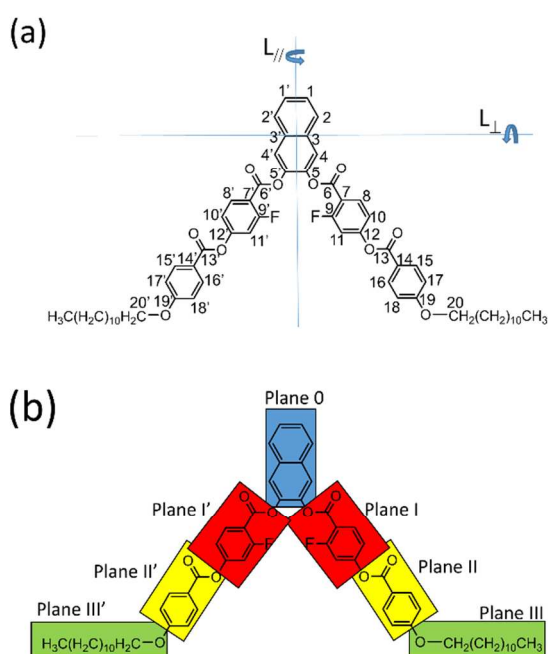 (a)
L//
1' 1
2' 2
L⊥
3' 3
4' 4
5' 5
O O O O
6' 6
8' 7' 7 8
9' F F 9
10' 10
11' 11
12' 12
O O O O
13' 13
15' 14' 14 15
16' 16
17' 17
18' 18
19' 19
20' 20
H3C(H2C)10H2C O O CH2(CH2)10CH3
(b)
Plane 0
Plane I' Plane I
O O O O
F F
Plane II' Plane II
O O O O
Plane III' Plane III
H3C(CH2C)10H2C O O CH2(CH2C)10CH3